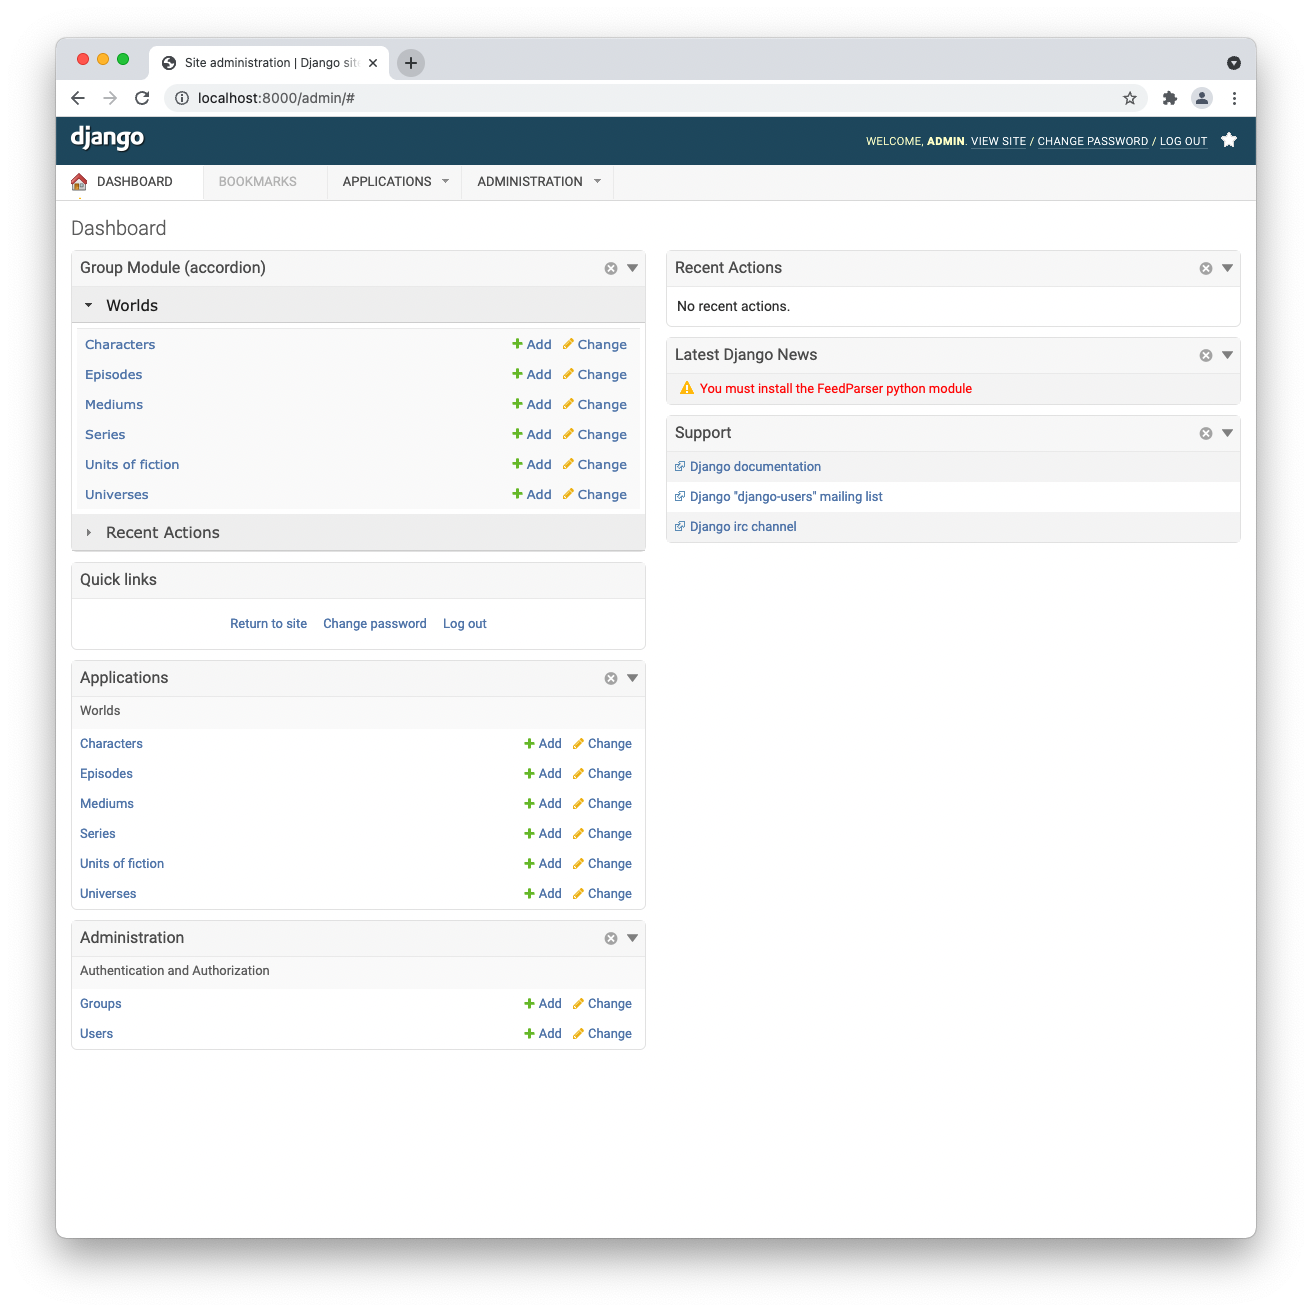 Site administration | Django sit
localhost:8000/admin/#
django
WELCOME, ADMIN. VIEW SITE / CHANGE PASSWORD / LOG OUT
DASHBOARD BOOKMARKS APPLICATIONS ADMINISTRATION
Dashboard
Group Module (accordion)
Worlds
Characters Add Change
Episodes Add Change
Mediums Add Change
Series Add Change
Units of fiction Add Change
Universes Add Change
Recent Actions
Quick links
Return to site Change password Log out
Applications
Worlds
Characters Add Change
Episodes Add Change
Mediums Add Change
Series Add Change
Units of fiction Add Change
Universes Add Change
Administration
Authentication and Authorization
Groups Add Change
Users Add Change
Recent Actions
No recent actions.
Latest Django News
You must install the FeedParser python module
Support
Django documentation
Django "django-users" mailing list
Django irc channel